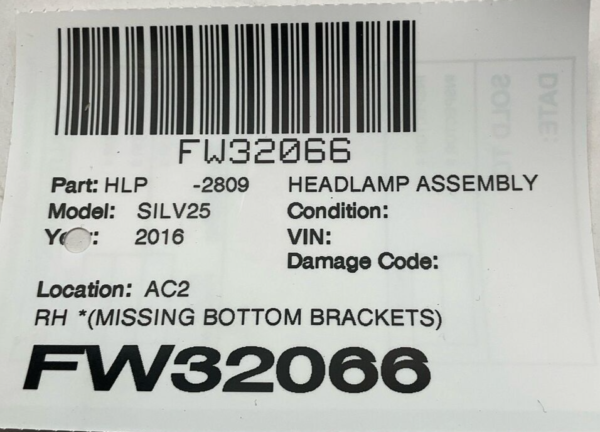 FW32066
Part: HLP -2809 HEADLAMP ASSEMBLY
Model: SILV25 Condition:
2016 VIN:
Damage Code:
Location: AC2
RH *(MISSING BOTTOM BRACKETS)
FW32066